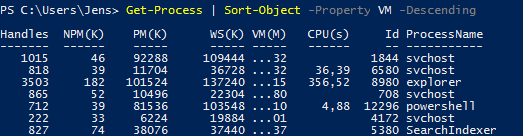 PS C:\Users\Jens> Get-Process | Sort-Object -Property VM -Descending
Handles NPM(K) PM(K) WS(K) VM(M) CPU(s) Id ProcessName
------- ------ ----- ----- ----- ------ -- -----------
1015 46 92288 109444 ...32 1844 svchost
818 39 11704 36728 ...32 36,39 6580 svchost
3503 182 101524 137240 ...15 356,52 8980 explorer
865 52 10496 22304 ...80 708 svchost
712 39 81536 103548 ...10 4,88 12296 powershell
222 33 6224 19884 ...01 4172 svchost
827 74 38076 37440 ...37 5380 SearchIndexer